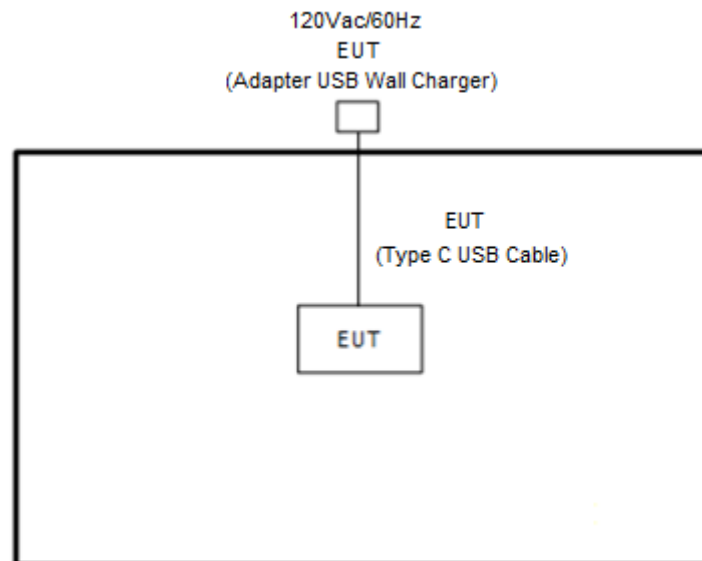 120Vac/60Hz
EUT
(Adapter USB Wall Charger)
EUT
(Type C USB Cable)
EUT